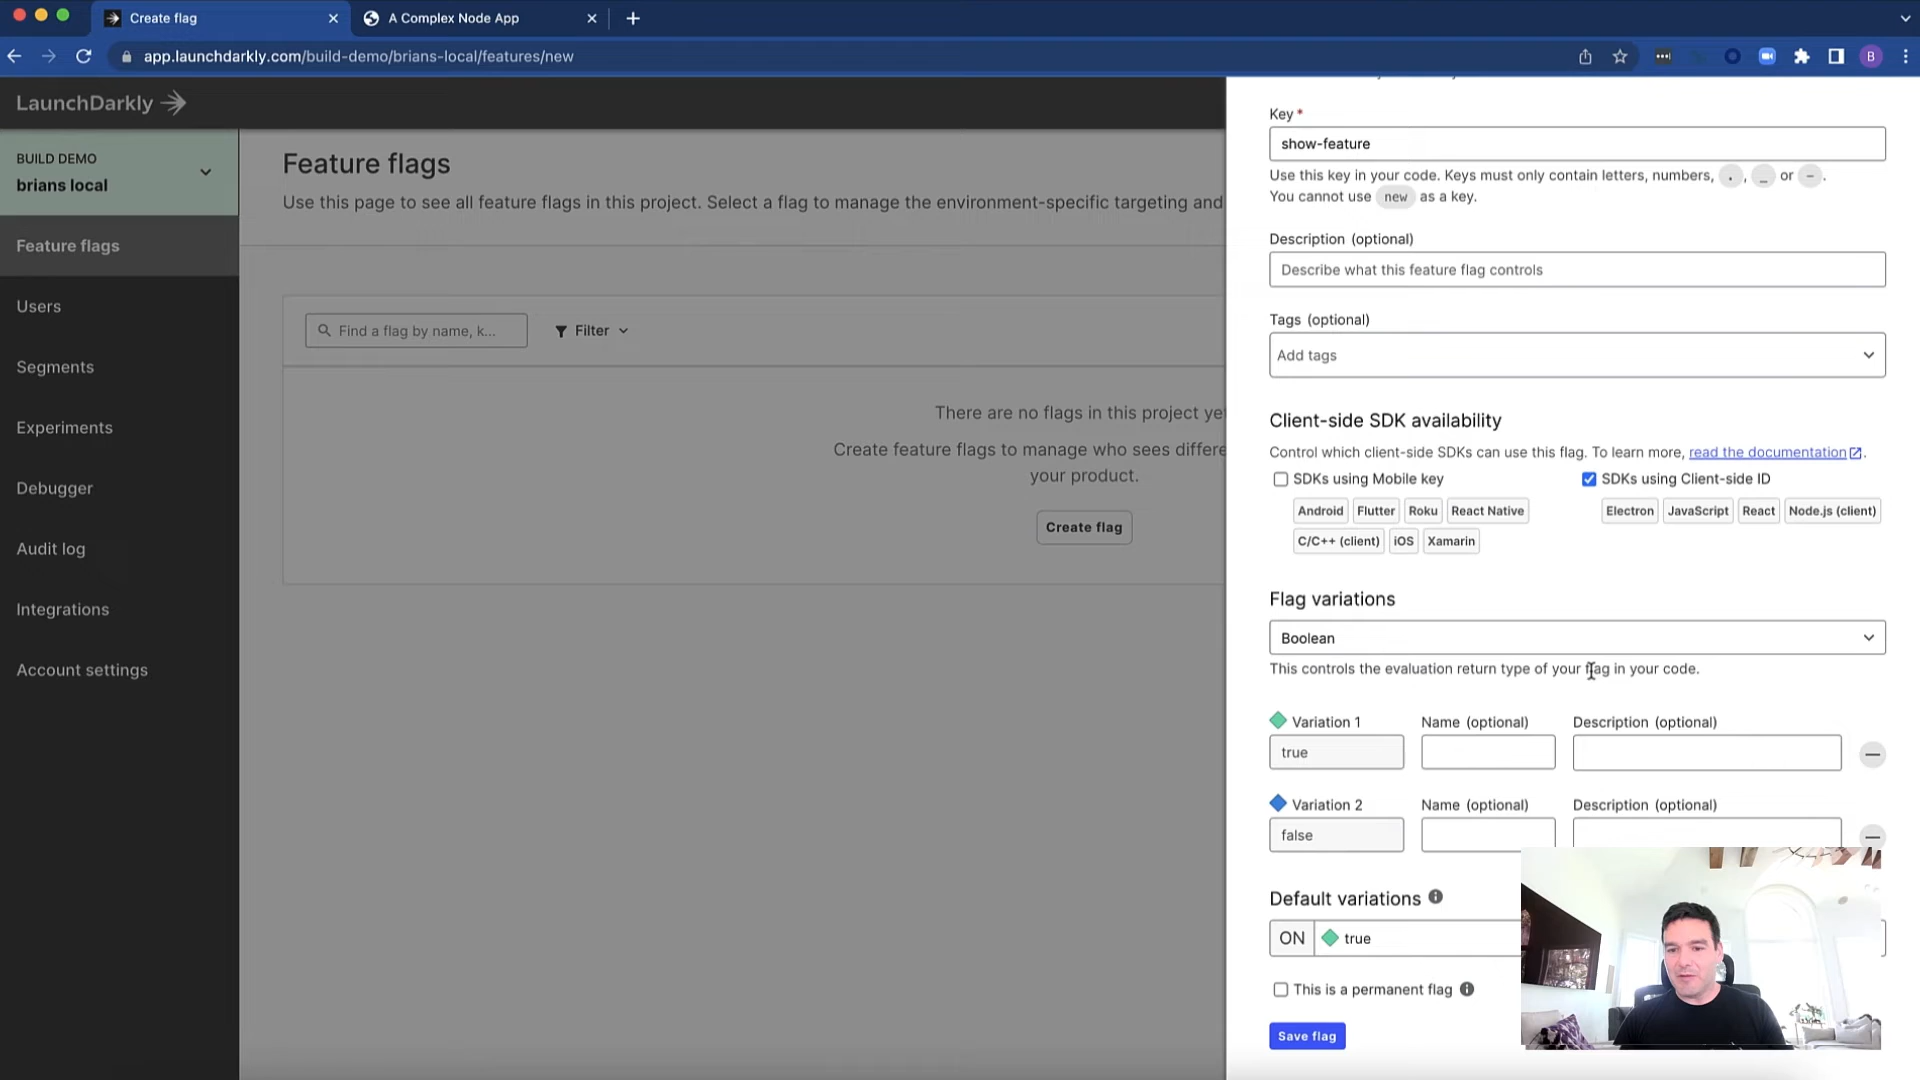 Create flag
A Complex Node App
app.launchdarkly.com/build-demo/brians-local/features/new
B
LaunchDarkly
BUILD DEMO
brians local
Feature flags
Users
Segments
Experiments
Debugger
Audit log
Integrations
Account settings
Feature flags
Use this page to see all feature flags in this project. Select a flag to manage the environment-specific targeting and
Find a flag by name, k...
Filter
There are no flags in this project ye
Create feature flags to manage who sees differe
your product.
Create flag
Key *
show-feature
Use this key in your code. Keys must only contain letters, numbers, . , _ or - .
You cannot use new as a key.
Description (optional)
Describe what this feature flag controls
Tags (optional)
Add tags
Client-side SDK availability
Control which client-side SDKs can use this flag. To learn more, read the documentation.
SDKs using Mobile key
Android Flutter Roku React Native
C/C++ (client) iOS Xamarin
SDKs using Client-side ID
Electron JavaScript React Node.js (client)
Flag variations
Boolean
This controls the evaluation return type of your flag in your code.
Variation 1 Name (optional) Description (optional)
true
Variation 2 Name (optional) Description (optional)
false
Default variations
ON true
This is a permanent flag
Save flag